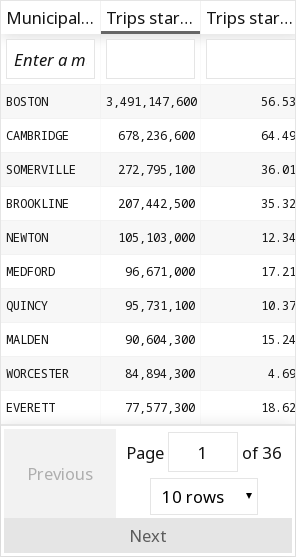 Municipal... Trips star... Trips star...
Enter a m
BOSTON 3,491,147,600 56.53
CAMBRIDGE 678,236,600 64.49
SOMERVILLE 272,795,100 36.01
BROOKLINE 207,442,500 35.32
NEWTON 105,103,000 12.34
MEDFORD 96,671,000 17.21
QUINCY 95,731,100 10.37
MALDEN 90,604,300 15.24
WORCESTER 84,894,300 4.69
EVERETT 77,577,300 18.62
Previous
Page 1 of 36
10 rows
Next